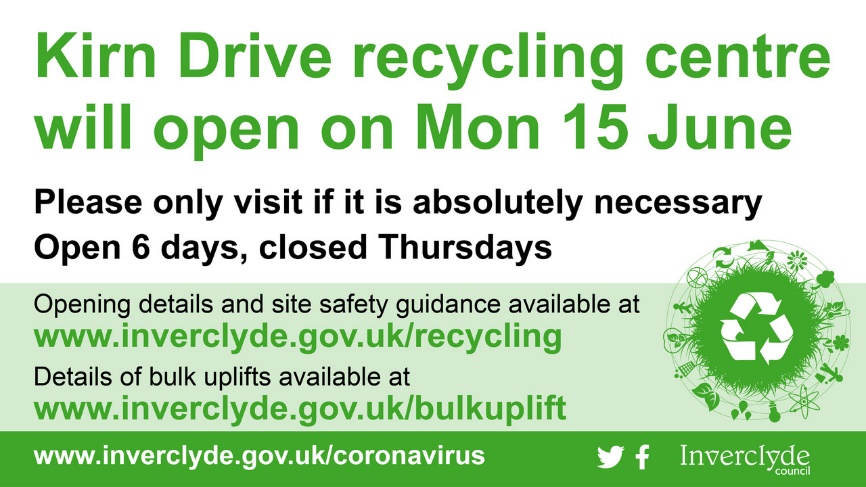 Kirn Drive recycling centre
will open on Mon 15 June
Please only visit if it is absolutely necessary
Open 6 days, closed Thursdays
Opening details and site safety guidance available at
www.inverclyde.gov.uk/recycling
Details of bulk uplifts available at
www.inverclyde.gov.uk/bulkuplift
www.inverclyde.gov.uk/coronavirus
Inverclyde
council